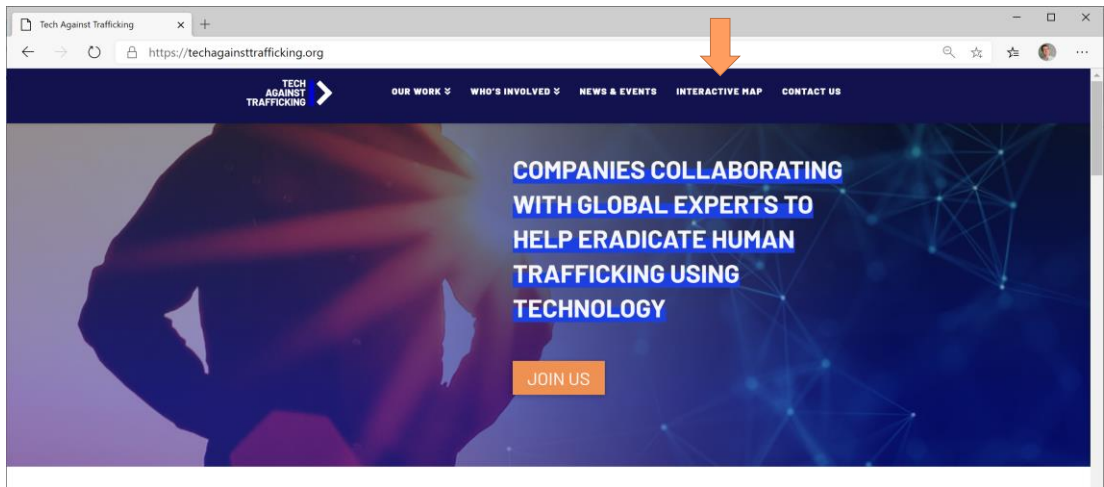 Tech Against Trafficking
https://techagainsttrafficking.org
TECH
AGAINST
TRAFFICKING
OUR WORK WHO'S INVOLVED NEWS & EVENTS INTERACTIVE MAP CONTACT US
COMPANIES COLLABORATING
WITH GLOBAL EXPERTS TO
HELP ERADICATE HUMAN
TRAFFICKING USING
TECHNOLOGY
JOIN US